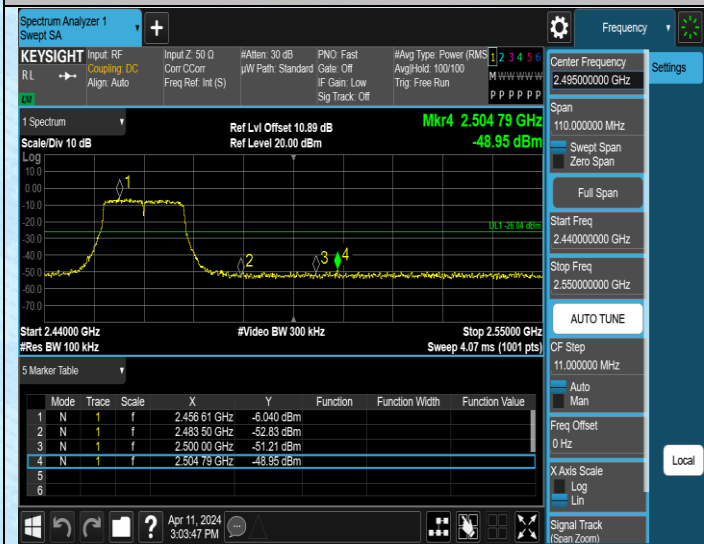 Spectrum Analyzer 1
Swept SA
+
Frequency
KEYSIGHT
RL
LXI
Input: RF
Coupling: DC
Align: Auto
Input Z: 50 Ω
Corr CCorr
Freq Ref: Int (S)
#Atten: 30 dB
µW Path: Standard
PNO: Fast
Gate: Off
IF Gain: Low
Sig Track: Off
#Avg Type: Power (RMS
Avg|Hold: 100/100
Trig: Free Run
1 2 3 4 5 6
M W W W W W
P P P P P P
1 Spectrum
Scale/Div 10 dB
Ref Lvl Offset 10.89 dB
Ref Level 20.00 dBm
Mkr4 2.504 79 GHz
-48.95 dBm
Log
10.0
0.00
-10.0
-20.0
-30.0
-40.0
-50.0
-60.0
-70.0
1
2
3
4
DL1 -26.04 dBm
Start 2.44000 GHz
#Res BW 100 kHz
#Video BW 300 kHz
Stop 2.55000 GHz
Sweep 4.07 ms (1001 pts)
5 Marker Table
Mode Trace Scale X Y Function Function Width Function Value
1 N 1 f 2.456 61 GHz -6.040 dBm
2 N 1 f 2.483 50 GHz -52.83 dBm
3 N 1 f 2.500 00 GHz -51.21 dBm
4 N 1 f 2.504 79 GHz -48.95 dBm
5
6
?
Apr 11, 2024
3:03:47 PM
Center Frequency
2.495000000 GHz
Span
110.000000 MHz
Swept Span
Zero Span
Full Span
Start Freq
2.440000000 GHz
Stop Freq
2.550000000 GHz
AUTO TUNE
CF Step
11.000000 MHz
Auto
Man
Freq Offset
0 Hz
X Axis Scale
Log
Lin
Signal Track
(Span Zoom)
Settings
Local